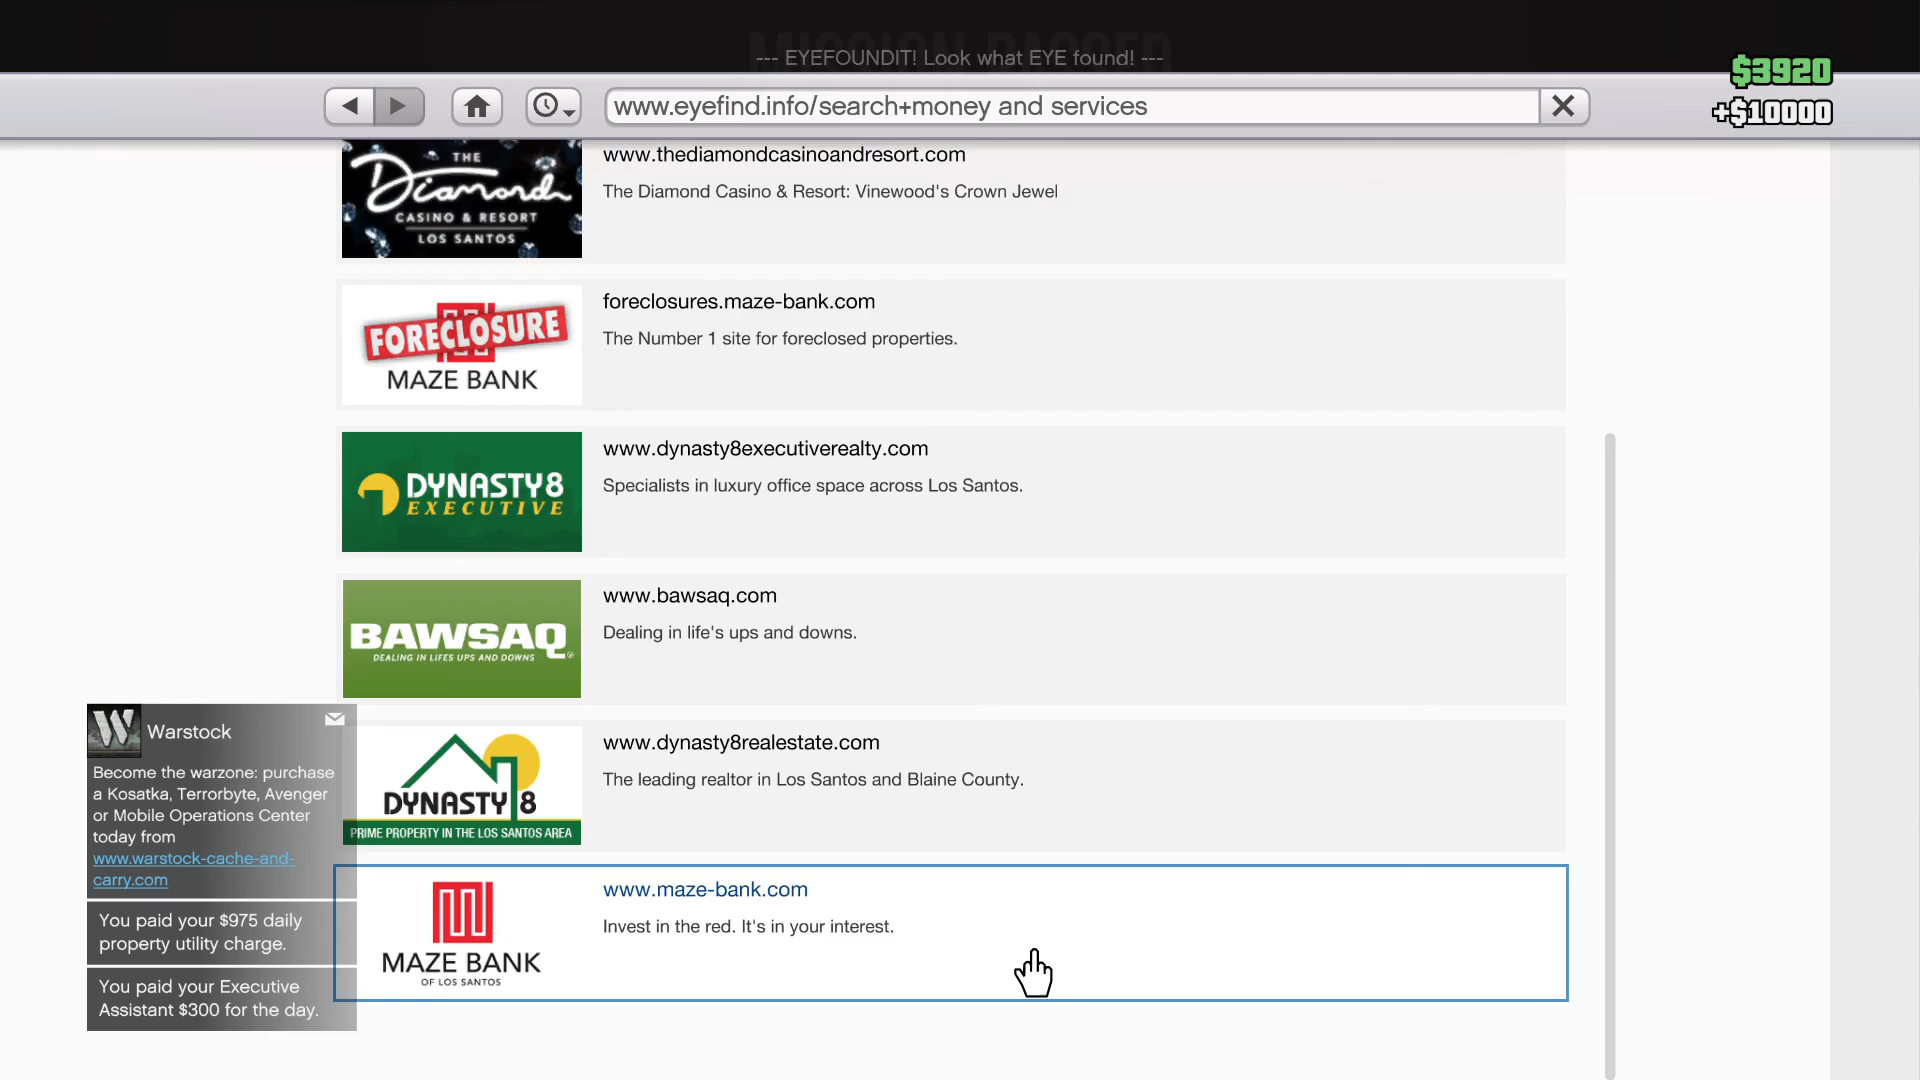 MISSION PASSED
--- EYEFOUNDIT! Look what EYE found! ---
$3920
+$10000
www.eyefind.info/search+money and services
THE
Diamond
CASINO & RESORT
LOS SANTOS
www.thediamondcasinoandresort.com
The Diamond Casino & Resort: Vinewood's Crown Jewel
FORECLOSURE
MAZE BANK
foreclosures.maze-bank.com
The Number 1 site for foreclosed properties.
DYNASTY8
EXECUTIVE
www.dynasty8executiverealty.com
Specialists in luxury office space across Los Santos.
BAWSAQ
DEALING IN LIFES UPS AND DOWNS
www.bawsaq.com
Dealing in life's ups and downs.
DYNASTY 8
PRIME PROPERTY IN THE LOS SANTOS AREA
www.dynasty8realestate.com
The leading realtor in Los Santos and Blaine County.
MAZE BANK
OF LOS SANTOS
www.maze-bank.com
Invest in the red. It's in your interest.
W Warstock
Become the warzone: purchase
a Kosatka, Terrorbyte, Avenger
or Mobile Operations Center
today from
www.warstock-cache-and-
carry.com
You paid your $975 daily
property utility charge.
You paid your Executive
Assistant $300 for the day.